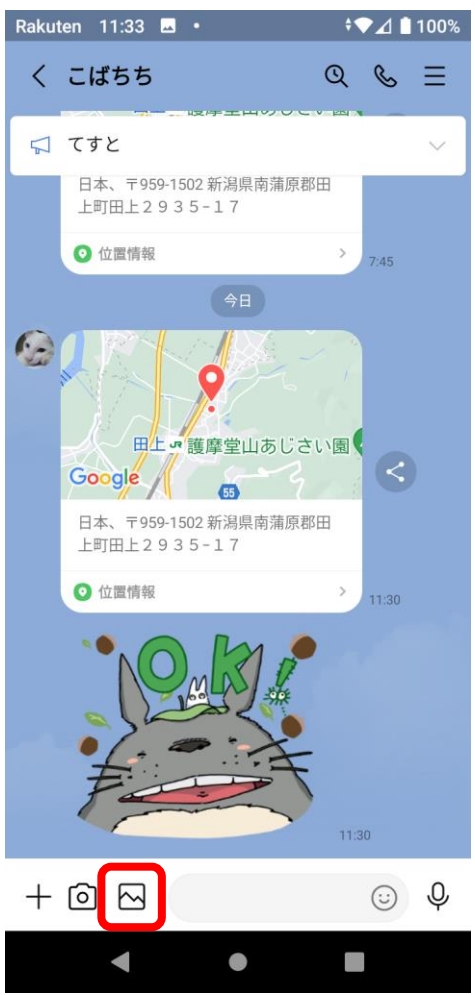 Rakuten 11:33 100%
こばちち
てすと
日本、〒959-1502 新潟県南蒲原郡田
上町田上２９３５−１７
位置情報
7:45
今日
田上 JR 護摩堂山あじさい園
Google
55
日本、〒959-1502 新潟県南蒲原郡田
上町田上２９３５−１７
位置情報
11:30
OK!
11:30